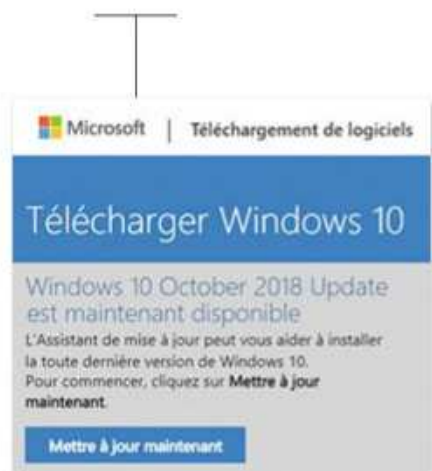 Microsoft | Téléchargement de logiciels
Télécharger Windows 10
Windows 10 October 2018 Update
est maintenant disponible
L'Assistant de mise à jour peut vous aider à installer
la toute dernière version de Windows 10.
Pour commencer, cliquez sur Mettre à jour
maintenant.
Mettre à jour maintenant